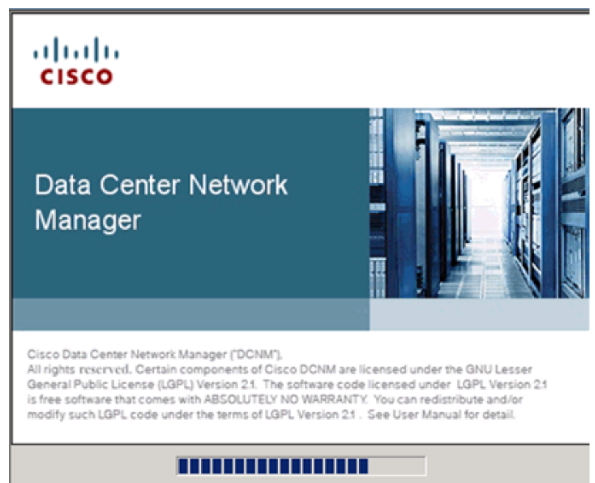 CISCO
Data Center Network
Manager
Cisco Data Center Network Manager ("DCNM"),
All rights reserved. Certain components of Cisco DCNM are licensed under the GNU Lesser
General Public License (LGPL) Version 2.1. The software code licensed under LGPL Version 2.1
is free software that comes with ABSOLUTELY NO WARRANTY. You can redistribute and/or
modify such LGPL code under the terms of LGPL Version 2.1 . See User Manual for detail.